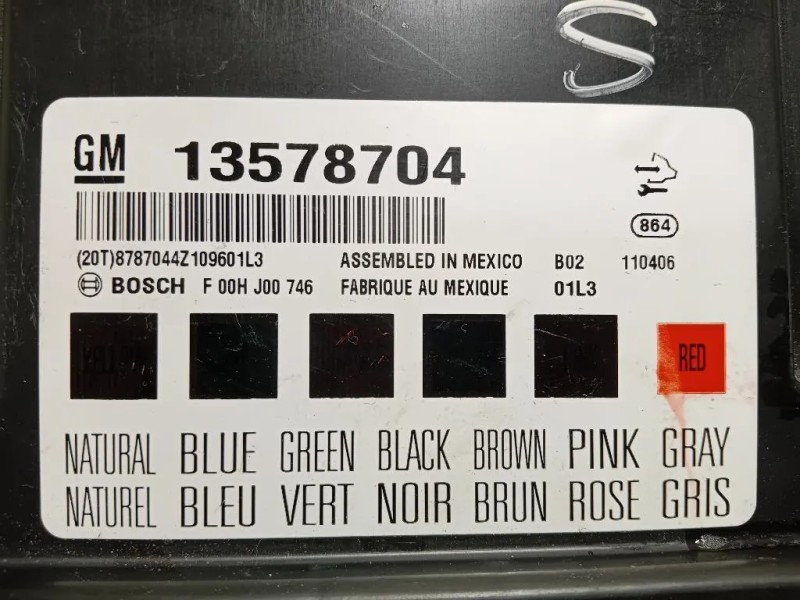 S
GM 13578704
864
(20T)8787044Z109601L3 ASSEMBLED IN MEXICO B02 110406
BOSCH F 00H J00 746 FABRIQUE AU MEXIQUE 01L3
RED
NATURAL BLUE GREEN BLACK BROWN PINK GRAY
NATUREL BLEU VERT NOIR BRUN ROSE GRIS